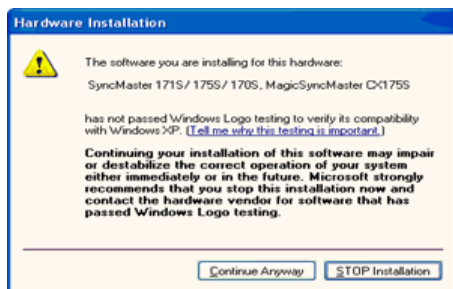 Hardware Installation
The software you are installing for this hardware:
SyncMaster 171S/ 175S/ 170S, MagicSyncMaster CX175S
has not passed Windows Logo testing to verify its compatibility
with Windows XP. (Tell me why this testing is important.)
Continuing your installation of this software may impair
or destabilize the correct operation of your system
either immediately or in the future. Microsoft strongly
recommends that you stop this installation now and
contact the hardware vendor for software that has
passed Windows Logo testing.
Continue Anyway STOP Installation